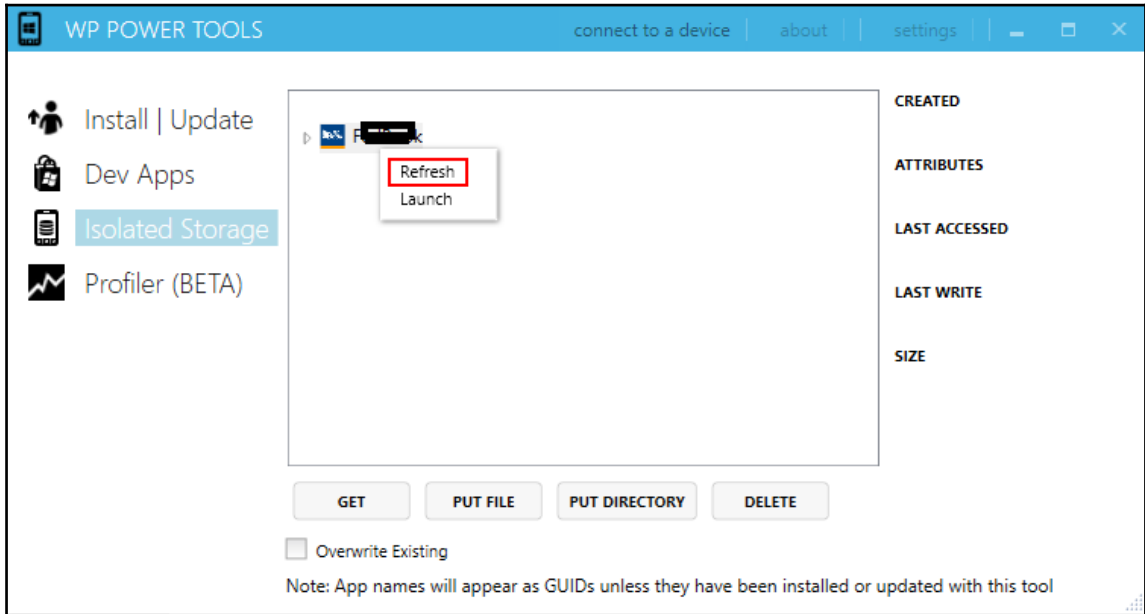 WP POWER TOOLS
connect to a device
about
settings
Install | Update
Dev Apps
Isolated Storage
Profiler (BETA)
Refresh
Launch
CREATED
ATTRIBUTES
LAST ACCESSED
LAST WRITE
SIZE
GET
PUT FILE
PUT DIRECTORY
DELETE
Overwrite Existing
Note: App names will appear as GUIDs unless they have been installed or updated with this tool